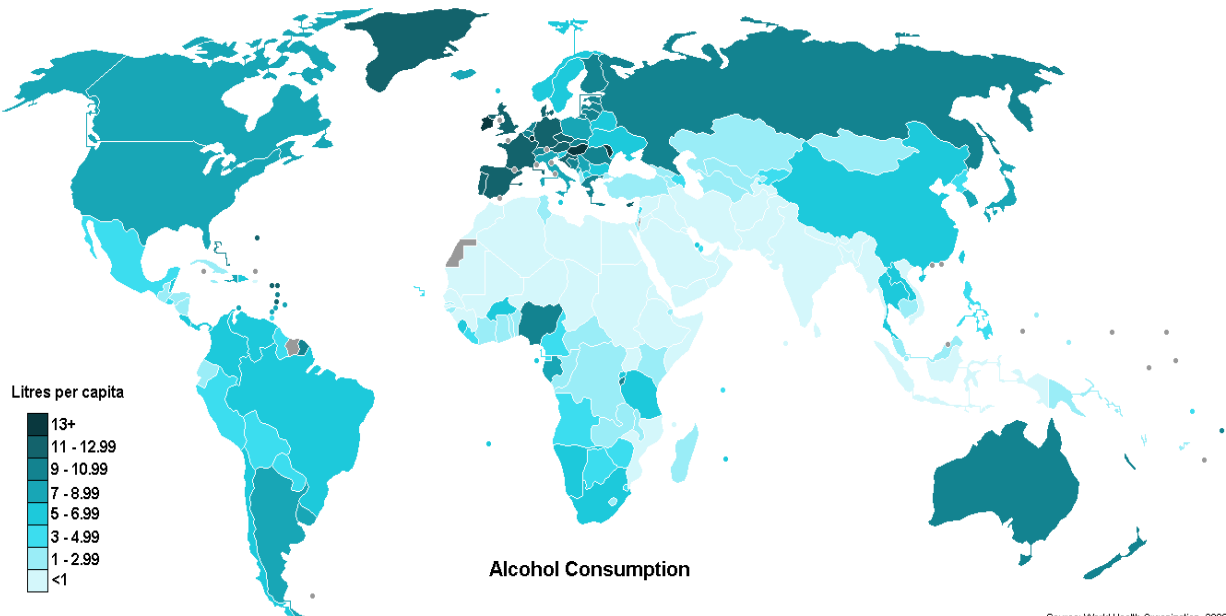 Litres per capita
13+
11 - 12.99
9 - 10.99
7 - 8.99
5 - 6.99
3 - 4.99
1 - 2.99
<1
Alcohol Consumption